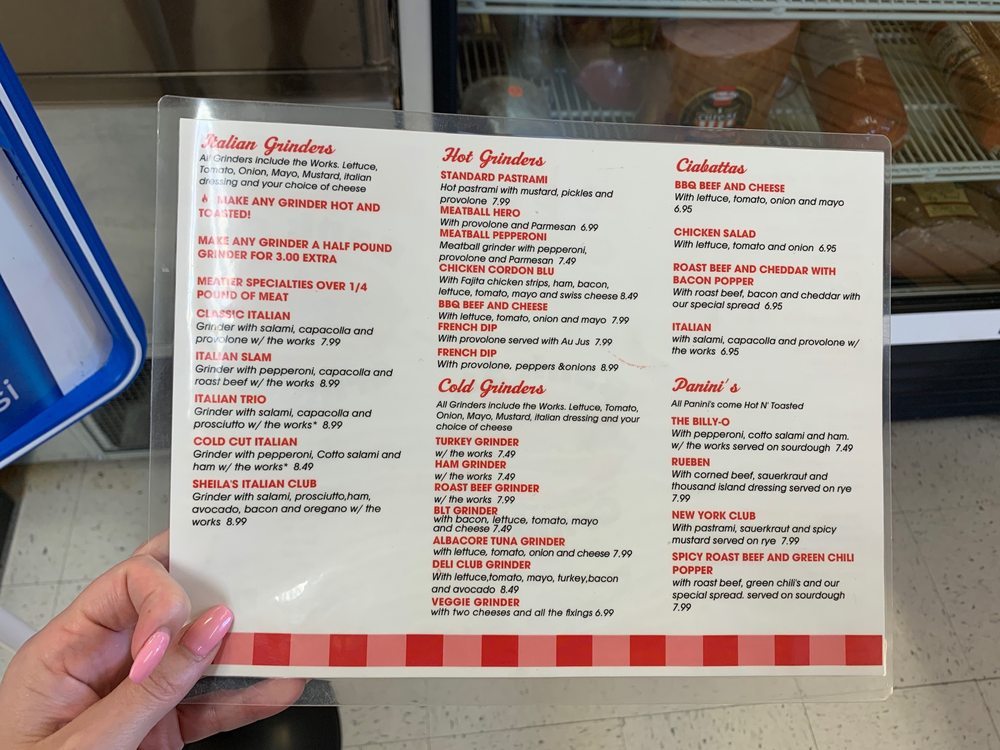 Italian Grinders
All Grinders include the Works. Lettuce,
Tomato, Onion, Mayo, Mustard, italian
dressing and your choice of cheese
MAKE ANY GRINDER HOT AND
TOASTED!
MAKE ANY GRINDER A HALF POUND
GRINDER FOR 3.00 EXTRA
MEATIER SPECIALTIES OVER 1/4
POUND OF MEAT
CLASSIC ITALIAN
Grinder with salami, capacolla and
provolone w/ the works 7.99
ITALIAN SLAM
Grinder with pepperoni, capacolla and
roast beef w/ the works 8.99
ITALIAN TRIO
Grinder with salami, capacolla and
prosciutto w/ the works* 8.99
COLD CUT ITALIAN
Grinder with pepperoni, Cotto salami and
ham w/ the works* 8.49
SHEILA'S ITALIAN CLUB
Grinder with salami, prosciutto,ham,
avocado, bacon and oregano w/ the
works 8.99
Hot Grinders
STANDARD PASTRAMI
Hot pastrami with mustard, pickles and
provolone 7.99
MEATBALL HERO
With provolone and Parmesan 6.99
MEATBALL PEPPERONI
Meatball grinder with pepperoni,
provolone and Parmesan 7.49
CHICKEN CORDON BLU
With Fajita chicken strips, ham, bacon,
lettuce, tomato, mayo and swiss cheese 8.49
BBQ BEEF AND CHEESE
With lettuce, tomato, onion and mayo 7.99
FRENCH DIP
With provolone served with Au Jus 7.99
FRENCH DIP
With provolone, peppers &onions 8.99
Cold Grinders
All Grinders include the Works. Lettuce, Tomato,
Onion, Mayo, Mustard, italian dressing and your
choice of cheese
TURKEY GRINDER
w/ the works 7.49
HAM GRINDER
w/ the works 7.49
ROAST BEEF GRINDER
w/ the works 7.99
BLT GRINDER
with bacon, lettuce, tomato, mayo
and cheese 7.49
ALBACORE TUNA GRINDER
with lettuce, tomato, onion and cheese 7.99
DELI CLUB GRINDER
With lettuce,tomato, mayo, turkey,bacon
and avocado 8.49
VEGGIE GRINDER
with two cheeses and all the fixings 6.99
Ciabattas
BBQ BEEF AND CHEESE
With lettuce, tomato, onion and mayo
6.95
CHICKEN SALAD
With lettuce, tomato and onion 6.95
ROAST BEEF AND CHEDDAR WITH
BACON POPPER
With roast beef, bacon and cheddar with
our special spread 6.95
ITALIAN
with salami, capacolla and provolone w/
the works 6.95
Panini's
All Panini's come Hot N' Toasted
THE BILLY-O
With pepperoni, cotto salami and ham.
w/ the works served on sourdough 7.49
RUEBEN
With corned beef, sauerkraut and
thousand island dressing served on rye
7.99
NEW YORK CLUB
With pastrami, sauerkraut and spicy
mustard served on rye 7.99
SPICY ROAST BEEF AND GREEN CHILI
POPPER
with roast beef, green chili's and our
special spread. served on sourdough
7.99